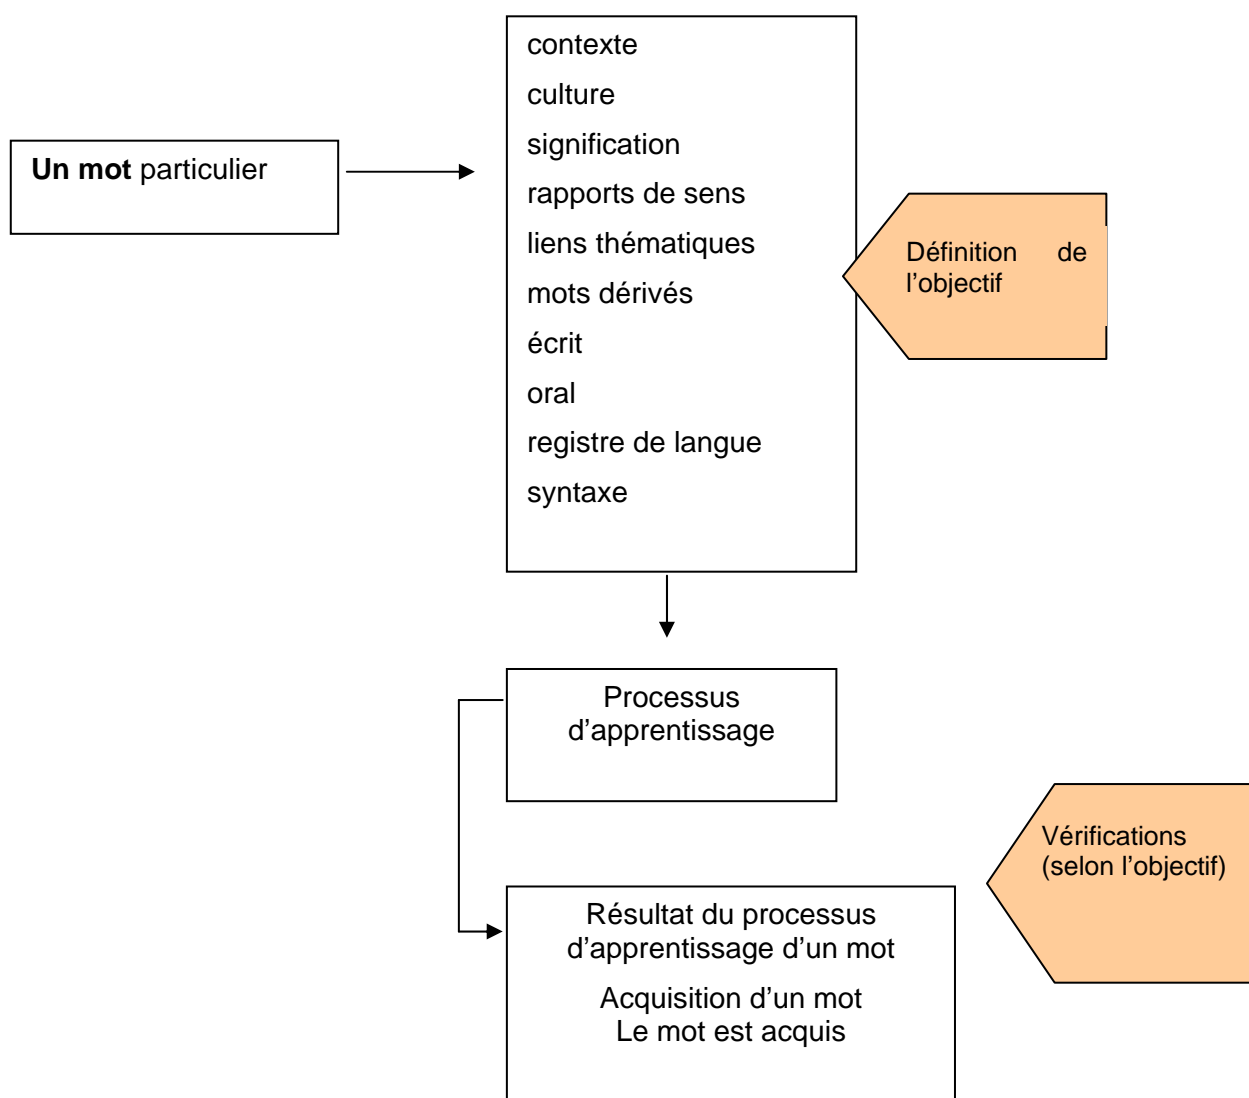 Un mot particulier
contexte
culture
signification
rapports de sens
liens thématiques
mots dérivés
écrit
oral
registre de langue
syntaxe
Définition de
l’objectif
Processus
d’apprentissage
Vérifications
(selon l’objectif)
Résultat du processus
d’apprentissage d’un mot
Acquisition d’un mot
Le mot est acquis